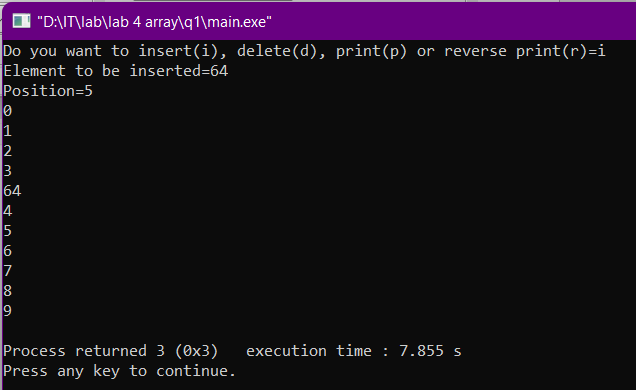 "D:\IT\lab\lab 4 array\q1\main.exe"
Do you want to insert(i), delete(d), print(p) or reverse print(r)=i
Element to be inserted=64
Position=5
0
1
2
3
64
4
5
6
7
8
9
Process returned 3 (0x3)   execution time : 7.855 s
Press any key to continue.